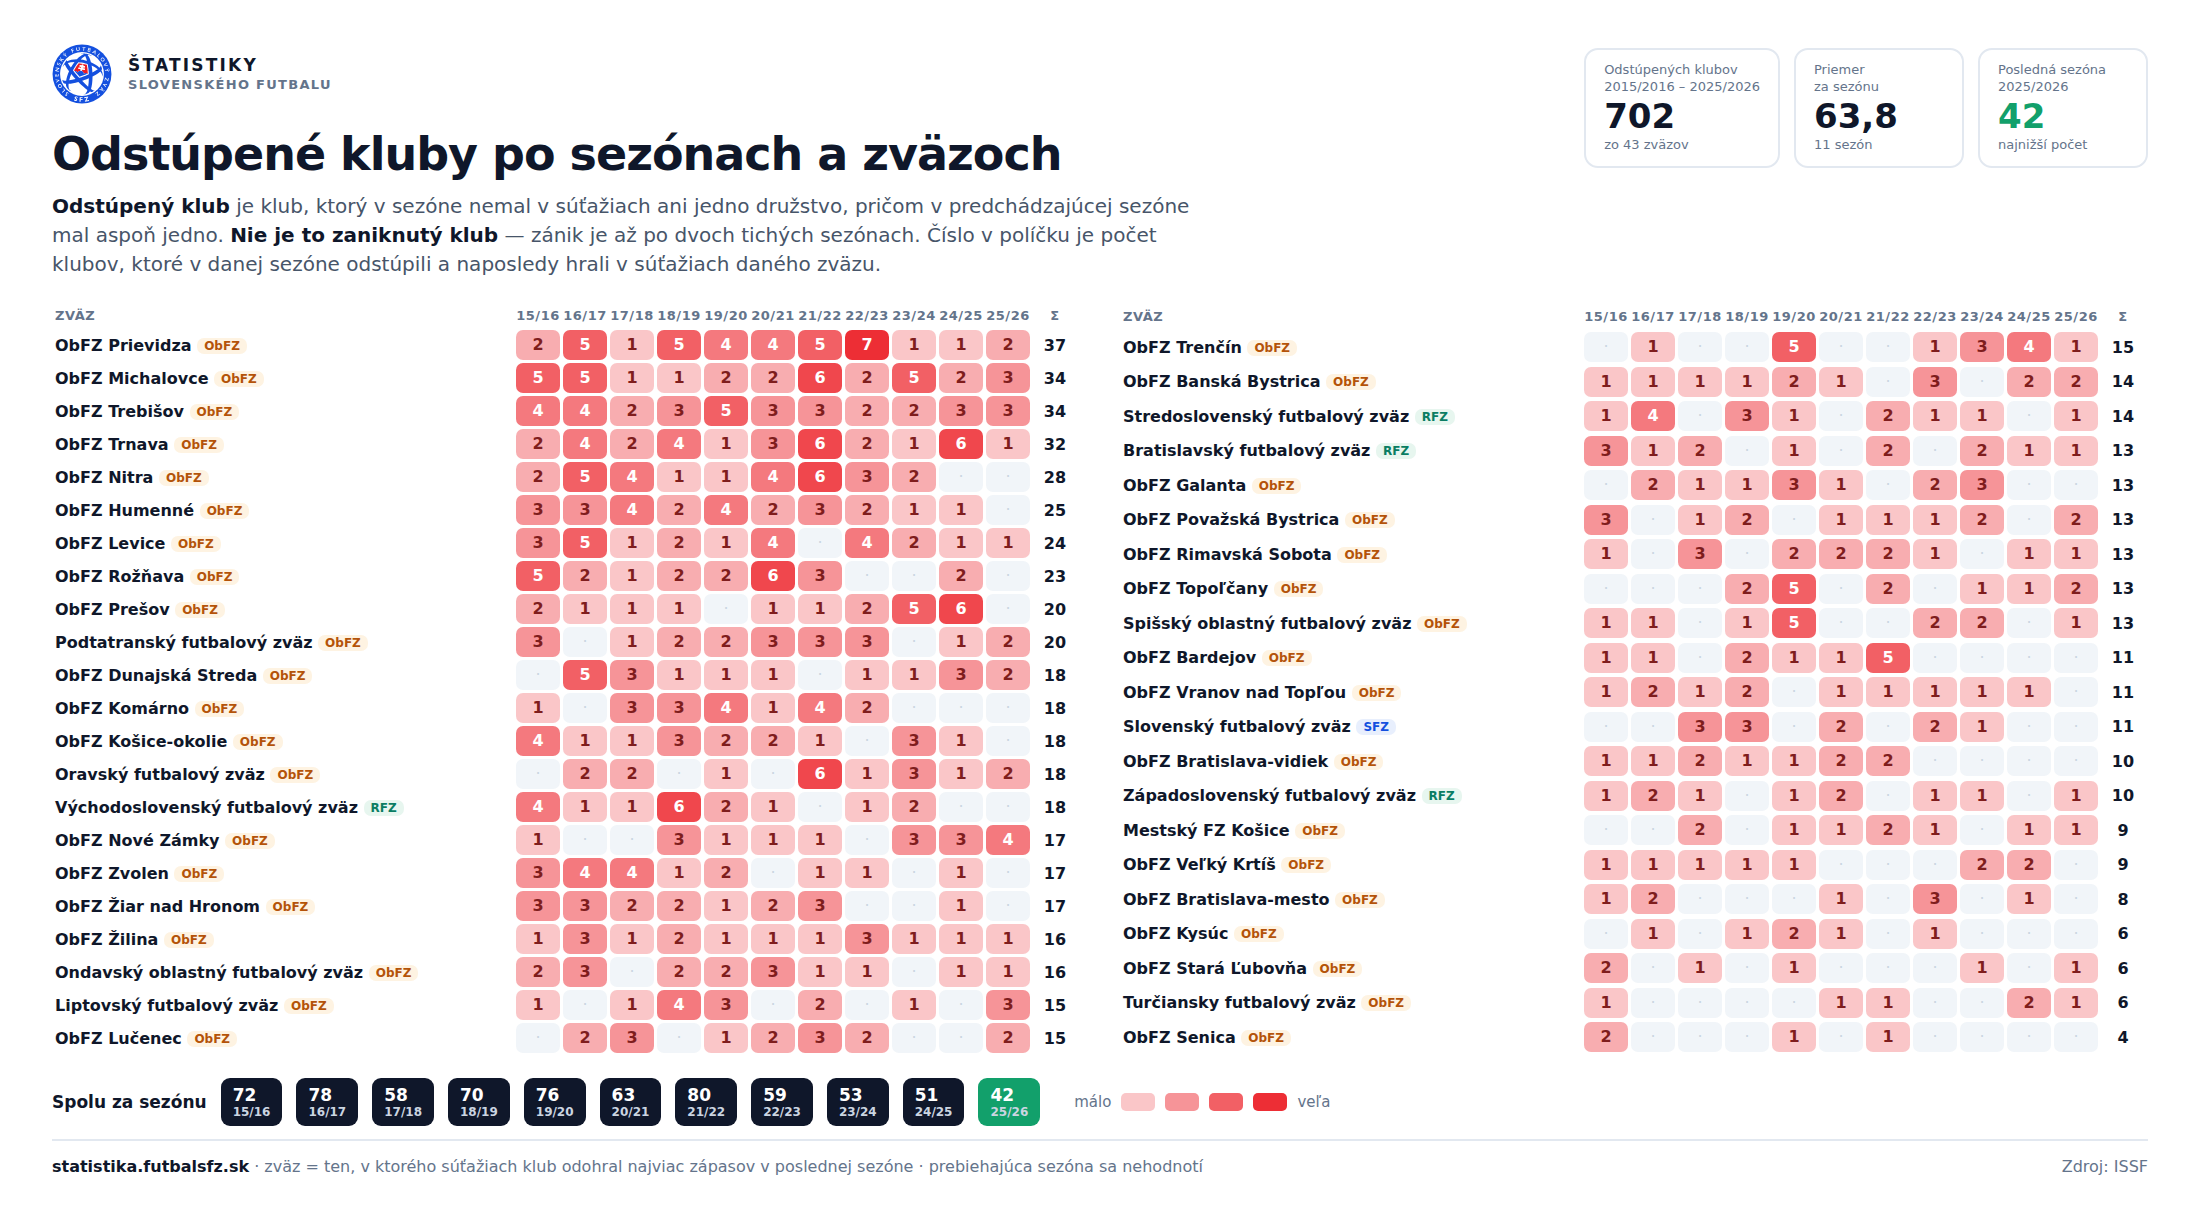 ŠTATISTIKY
SLOVENSKÉHO FUTBALU
Odstúpených klubov
2015/2016 – 2025/2026
702
zo 43 zväzov
Priemer
za sezónu
63,8
11 sezón
Posledná sezóna
2025/2026
42
najnižší počet
Odstúpené kluby po sezónach a zväzoch
Odstúpený klub je klub, ktorý v sezóne nemal v súťažiach ani jedno družstvo, pričom v predchádzajúcej sezóne
mal aspoň jedno. Nie je to zaniknutý klub — zánik je až po dvoch tichých sezónach. Číslo v políčku je počet
klubov, ktoré v danej sezóne odstúpili a naposledy hrali v súťažiach daného zväzu.
ZVÄZ 15/16 16/17 17/18 18/19 19/20 20/21 21/22 22/23 23/24 24/25 25/26 Σ
ObFZ Prievidza ObFZ 2 5 1 5 4 4 5 7 1 1 2 37
ObFZ Michalovce ObFZ 5 5 1 1 2 2 6 2 5 2 3 34
ObFZ Trebišov ObFZ 4 4 2 3 5 3 3 2 2 3 3 34
ObFZ Trnava ObFZ 2 4 2 4 1 3 6 2 1 6 1 32
ObFZ Nitra ObFZ 2 5 4 1 1 4 6 3 2 · · 28
ObFZ Humenné ObFZ 3 3 4 2 4 2 3 2 1 1 · 25
ObFZ Levice ObFZ 3 5 1 2 1 4 · 4 2 1 1 24
ObFZ Rožňava ObFZ 5 2 1 2 2 6 3 · · 2 · 23
ObFZ Prešov ObFZ 2 1 1 1 · 1 1 2 5 6 · 20
Podtatranský futbalový zväz ObFZ 3 · 1 2 2 3 3 3 · 1 2 20
ObFZ Dunajská Streda ObFZ · 5 3 1 1 1 · 1 1 3 2 18
ObFZ Komárno ObFZ 1 · 3 3 4 1 4 2 · · · 18
ObFZ Košice-okolie ObFZ 4 1 1 3 2 2 1 · 3 1 · 18
Oravský futbalový zväz ObFZ · 2 2 · 1 · 6 1 3 1 2 18
Východoslovenský futbalový zväz RFZ 4 1 1 6 2 1 · 1 2 · · 18
ObFZ Nové Zámky ObFZ 1 · · 3 1 1 1 · 3 3 4 17
ObFZ Zvolen ObFZ 3 4 4 1 2 · 1 1 · 1 · 17
ObFZ Žiar nad Hronom ObFZ 3 3 2 2 1 2 3 · · 1 · 17
ObFZ Žilina ObFZ 1 3 1 2 1 1 1 3 1 1 1 16
Ondavský oblastný futbalový zväz ObFZ 2 3 · 2 2 3 1 1 · 1 1 16
Liptovský futbalový zväz ObFZ 1 · 1 4 3 · 2 · 1 · 3 15
ObFZ Lučenec ObFZ · 2 3 · 1 2 3 2 · · 2 15
ZVÄZ 15/16 16/17 17/18 18/19 19/20 20/21 21/22 22/23 23/24 24/25 25/26 Σ
ObFZ Trenčín ObFZ · 1 · · 5 · · 1 3 4 1 15
ObFZ Banská Bystrica ObFZ 1 1 1 1 2 1 · 3 · 2 2 14
Stredoslovenský futbalový zväz RFZ 1 4 · 3 1 · 2 1 1 · 1 14
Bratislavský futbalový zväz RFZ 3 1 2 · 1 · 2 · 2 1 1 13
ObFZ Galanta ObFZ · 2 1 1 3 1 · 2 3 · · 13
ObFZ Považská Bystrica ObFZ 3 · 1 2 · 1 1 1 2 · 2 13
ObFZ Rimavská Sobota ObFZ 1 · 3 · 2 2 2 1 · 1 1 13
ObFZ Topoľčany ObFZ · · · 2 5 · 2 · 1 1 2 13
Spišský oblastný futbalový zväz ObFZ 1 1 · 1 5 · · 2 2 · 1 13
ObFZ Bardejov ObFZ 1 1 · 2 1 1 5 · · · · 11
ObFZ Vranov nad Topľou ObFZ 1 2 1 2 · 1 1 1 1 1 · 11
Slovenský futbalový zväz SFZ · · 3 3 · 2 · 2 1 · · 11
ObFZ Bratislava-vidiek ObFZ 1 1 2 1 1 2 2 · · · · 10
Západoslovenský futbalový zväz RFZ 1 2 1 · 1 2 · 1 1 · 1 10
Mestský FZ Košice ObFZ · · 2 · 1 1 2 1 · 1 1 9
ObFZ Veľký Krtíš ObFZ 1 1 1 1 1 · · · 2 2 · 9
ObFZ Bratislava-mesto ObFZ 1 2 · · · 1 · 3 · 1 · 8
ObFZ Kysúc ObFZ · 1 · 1 2 1 · 1 · · · 6
ObFZ Stará Ľubovňa ObFZ 2 · 1 · 1 · · · 1 · 1 6
Turčiansky futbalový zväz ObFZ 1 · · · · 1 1 · · 2 1 6
ObFZ Senica ObFZ 2 · · · 1 · 1 · · · · 4
Spolu za sezónu 72 78 58 70 76 63 80 59 53 51 42
15/16 16/17 17/18 18/19 19/20 20/21 21/22 22/23 23/24 24/25 25/26
málo veľa
statistika.futbalsfz.sk · zväz = ten, v ktorého súťažiach klub odohral najviac zápasov v poslednej sezóne · prebiehajúca sezóna sa nehodnotí
Zdroj: ISSF